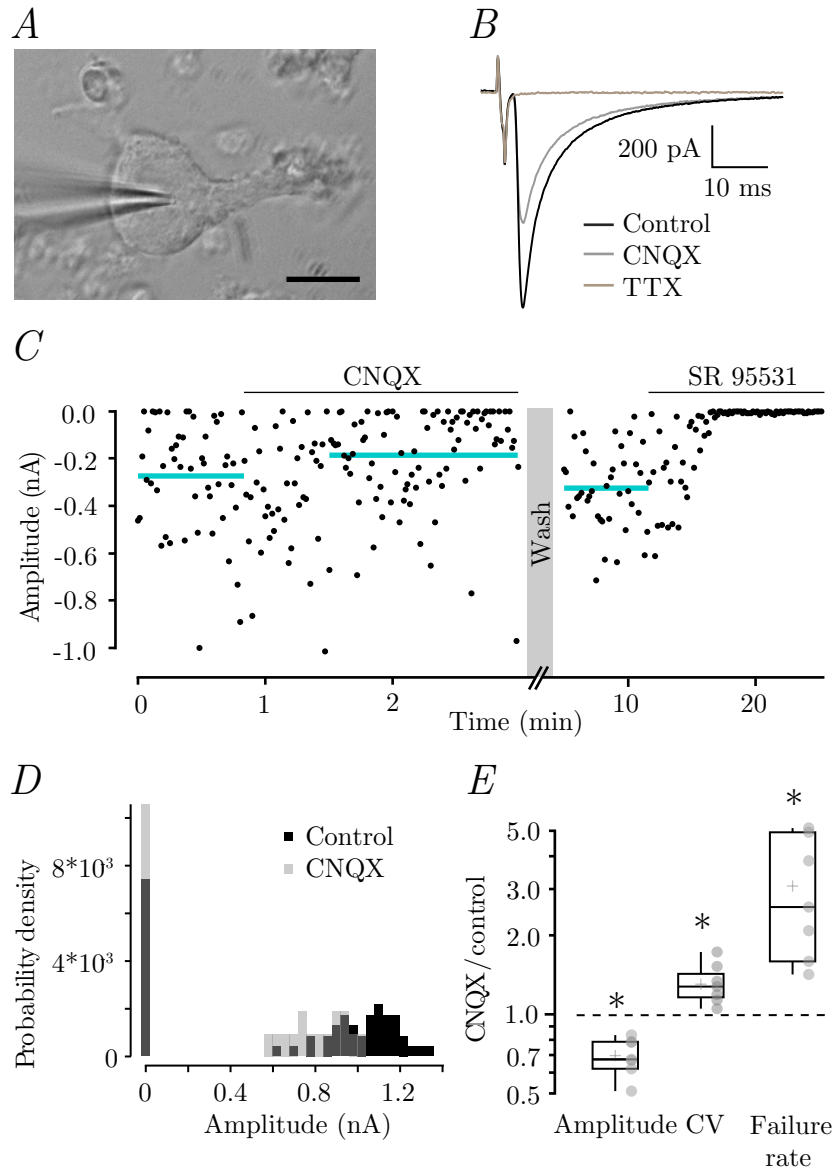 A
B
200 pA
10 ms
Control
CNQX
TTX
C
CNQX
SR 95531
Amplitude (nA)
0.0
-0.2
-0.4
-0.6
-0.8
-1.0
Wash
0
1
2
10
20
Time (min)
D
Probability density
8*10³
4*10³
0
Control
CNQX
0
0.4
0.8
1.2
Amplitude (nA)
E
CNQX/control
5.0
3.0
2.0
1.0
0.7
0.5
*
*
*
Amplitude
CV
Failure
rate